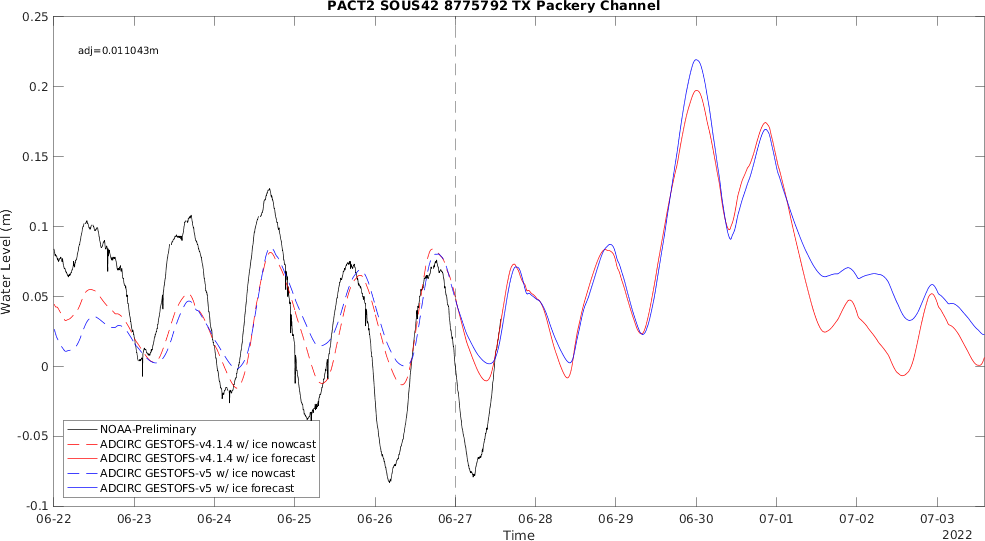 PACT2 SOUS42 8775792 TX Packery Channel
adj=0.011043m
0.25
0.2
0.15
0.1
0.05
0
-0.05
-0.1
Water Level (m)
NOAA-Preliminary
ADCIRC GESTOFS-v4.1.4 w/ ice nowcast
ADCIRC GESTOFS-v4.1.4 w/ ice forecast
ADCIRC GESTOFS-v5 w/ ice nowcast
ADCIRC GESTOFS-v5 w/ ice forecast
06-22 06-23 06-24 06-25 06-26 06-27 06-28 06-29 06-30 07-01 07-02 07-03
Time
2022